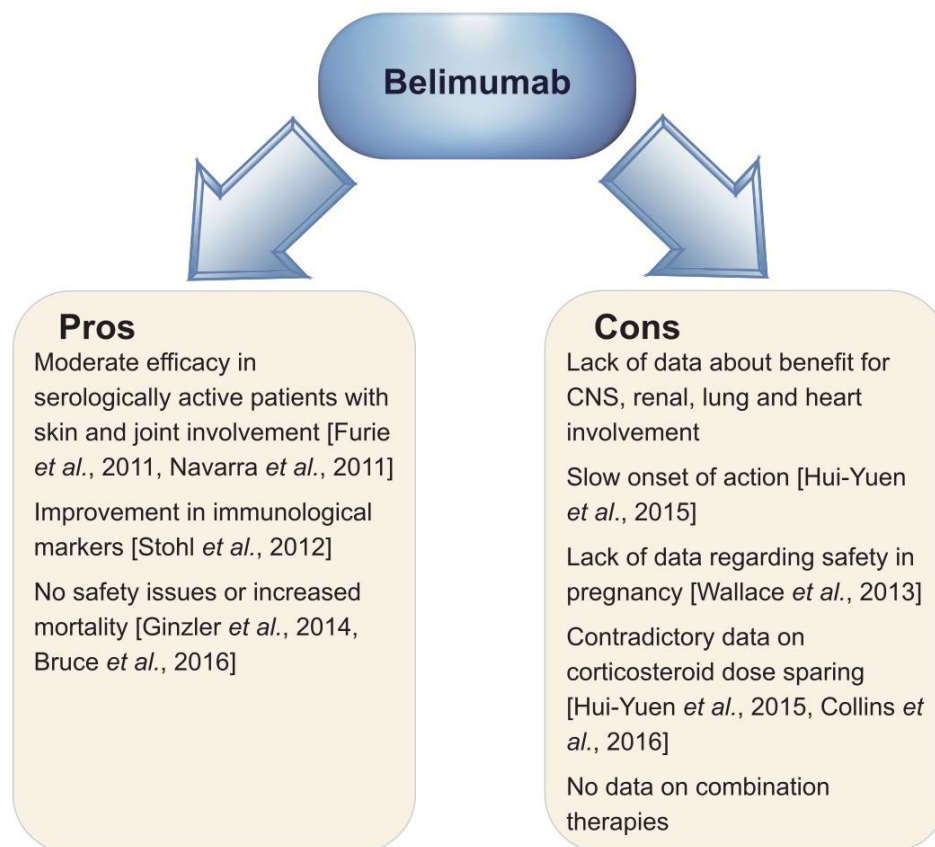 Belimumab
Pros
Moderate efficacy in
serologically active patients with
skin and joint involvement [Furie
et al., 2011, Navarra et al., 2011]
Improvement in immunological
markers [Stohl et al., 2012]
No safety issues or increased
mortality [Ginzler et al., 2014,
Bruce et al., 2016]
Cons
Lack of data about benefit for
CNS, renal, lung and heart
involvement
Slow onset of action [Hui-Yuen
et al., 2015]
Lack of data regarding safety in
pregnancy [Wallace et al., 2013]
Contradictory data on
corticosteroid dose sparing
[Hui-Yuen et al., 2015, Collins et
al., 2016]
No data on combination
therapies